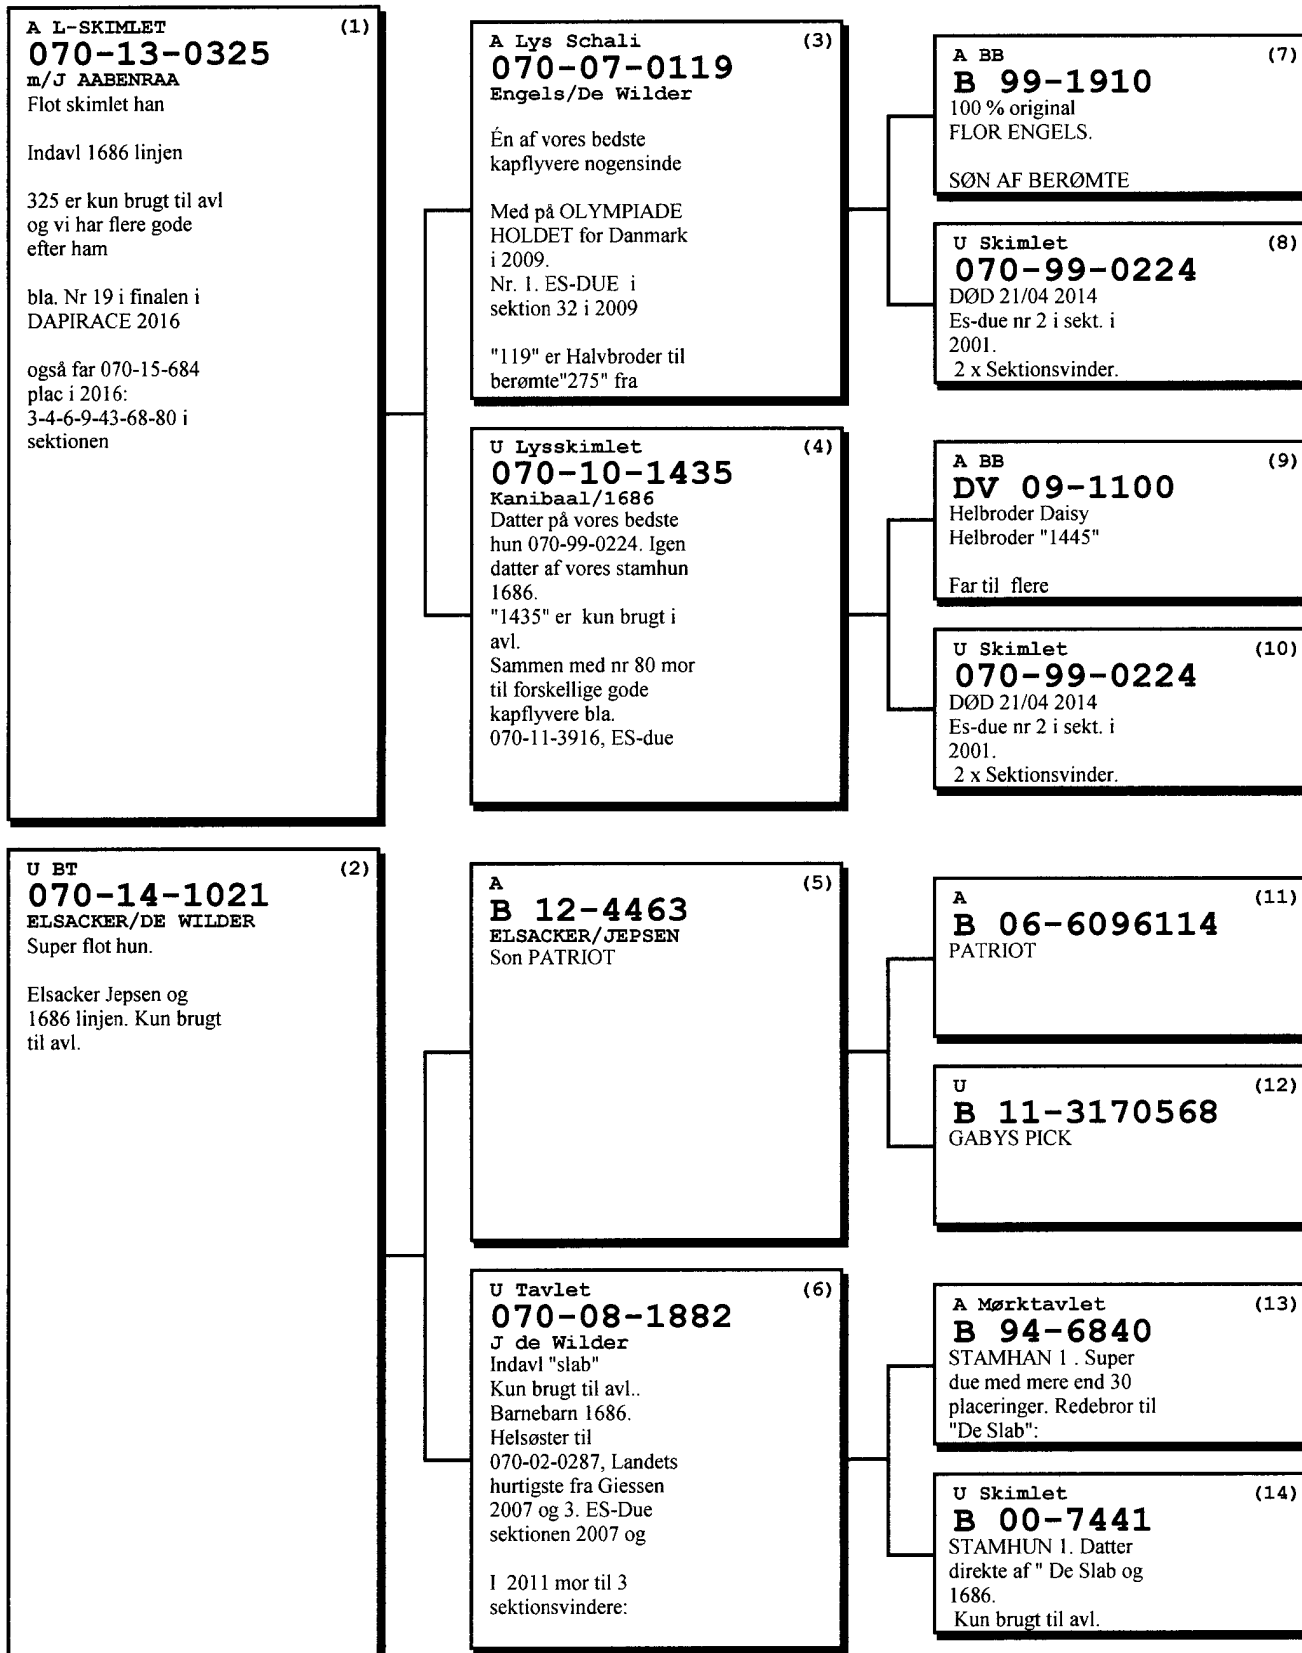 A L-SKIMLET (1)
070-13-0325
m/J AABENRAA
Flot skimlet han
Indavl 1686 linjen
325 er kun brugt til avl
og vi har flere gode
efter ham
bla. Nr 19 i finalen i
DAPIRACE 2016
også far 070-15-684
plac i 2016:
3-4-6-9-43-68-80 i
sektionen
U BT (2)
070-14-1021
ELSACKER/DE WILDER
Super flot hun.
Elsacker Jepsen og
1686 linjen. Kun brugt
til avl.
A Lys Schali (3)
070-07-0119
Engels/De Wilder
Én af vores bedste
kapflyvere nogensinde
Med på OLYMPIADE
HOLDET for Danmark
i 2009.
Nr. 1. ES-DUE i
sektion 32 i 2009
"119" er Halvbroder til
berømte"275" fra
U Lysskimlet (4)
070-10-1435
Kanibaal/1686
Datter på vores bedste
hun 070-99-0224. Igen
datter af vores stamhun
1686.
"1435" er kun brugt i
avl.
Sammen med nr 80 mor
til forskellige gode
kapflyvere bla.
070-11-3916, ES-due
A (5)
B 12-4463
ELSACKER/JEPSEN
Son PATRIOT
U Tavlet (6)
070-08-1882
J de Wilder
Indavl "slab"
Kun brugt til avl..
Barnebarn 1686.
Helsøster til
070-02-0287, Landets
hurtigste fra Giessen
2007 og 3. ES-Due
sektionen 2007 og
I 2011 mor til 3
sektionsvindere:
A BB (7)
B 99-1910
100 % original
FLOR ENGELS.
SØN AF BERØMTE
U Skimlet (8)
070-99-0224
DØD 21/04 2014
Es-due nr 2 i sekt. i
2001.
2 x Sektionsvinder.
A BB (9)
DV 09-1100
Helbroder Daisy
Helbroder "1445"
Far til flere
U Skimlet (10)
070-99-0224
DØD 21/04 2014
Es-due nr 2 i sekt. i
2001.
2 x Sektionsvinder.
A (11)
B 06-6096114
PATRIOT
U (12)
B 11-3170568
GABYS PICK
A Mørktavlet (13)
B 94-6840
STAMHAN 1 . Super
due med mere end 30
placeringer. Redebror til
"De Slab":
U Skimlet (14)
B 00-7441
STAMHUN 1. Datter
direkte af " De Slab og
1686.
Kun brugt til avl.